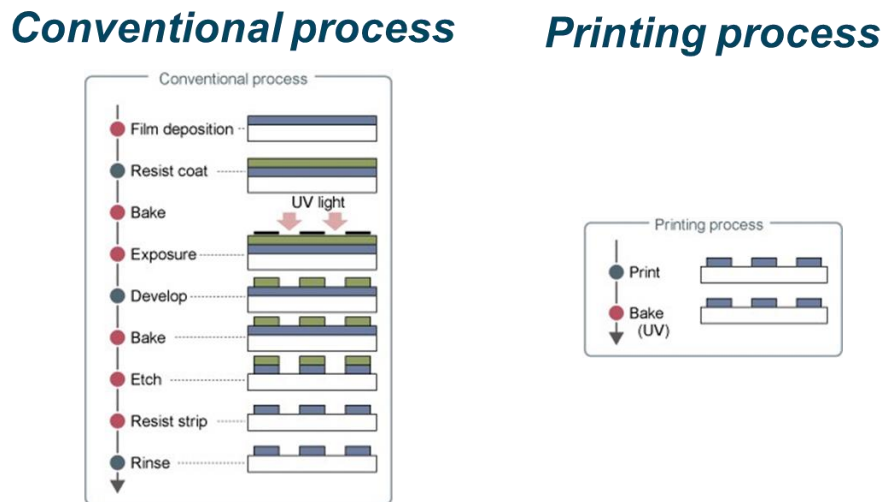 Conventional process
Printing process
Conventional process
Film deposition
Resist coat
UV light
Bake
Exposure
Develop
Bake
Etch
Resist strip
Rinse
Printing process
Print
Bake
(UV)